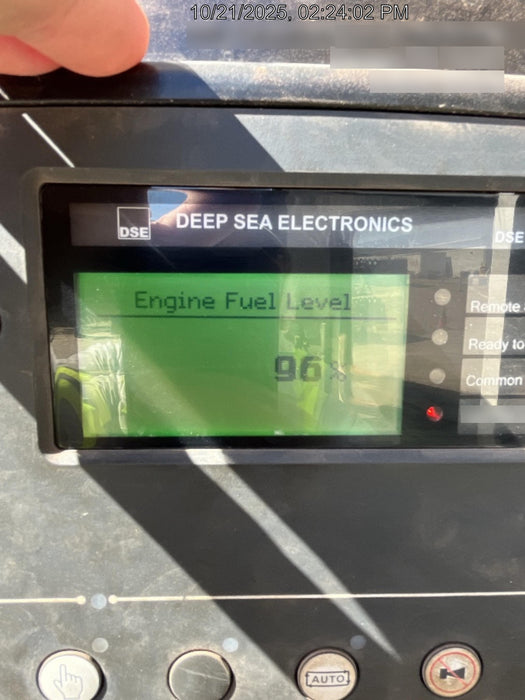 10/21/2025, 02:24:02 PM
DSE
DEEP SEA ELECTRONICS
DSE
Engine Fuel Level
96%
Remote
Ready to
Common
AUTO